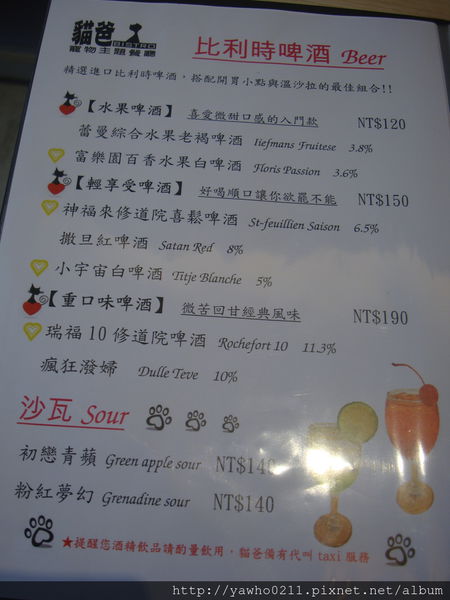 貓爸
BISTRO
寵物主題餐廳
比利時啤酒 Beer
精選進口比利時啤酒，搭配開胃小點與溫沙拉的最佳組合!!
【水果啤酒】 喜愛微甜口感的入門款 NT$120
蕾曼綜合水果老褐啤酒 liefmans Fruitese 3.8%
富樂園百香水果白啤酒 Floris Passion 3.6%
【輕享受啤酒】 好喝順口讓你欲罷不能 NT$150
神福來修道院喜鬆啤酒 St-feuillien Saison 6.5%
撒旦紅啤酒 Satan Red 8%
小宇宙白啤酒 Titje Blanche 5%
【重口味啤酒】 微苦回甘經典風味 NT$190
瑞福10修道院啤酒 Rochefort 10 11.3%
瘋狂潑婦 Dulle Teve 10%
沙瓦 Sour
初戀青蘋 Green apple sour NT$140
粉紅夢幻 Grenadine sour NT$140
★提醒您酒精飲品請酌量飲用，貓爸備有代叫taxi服務
http://yawho0211.pixnet.net/album